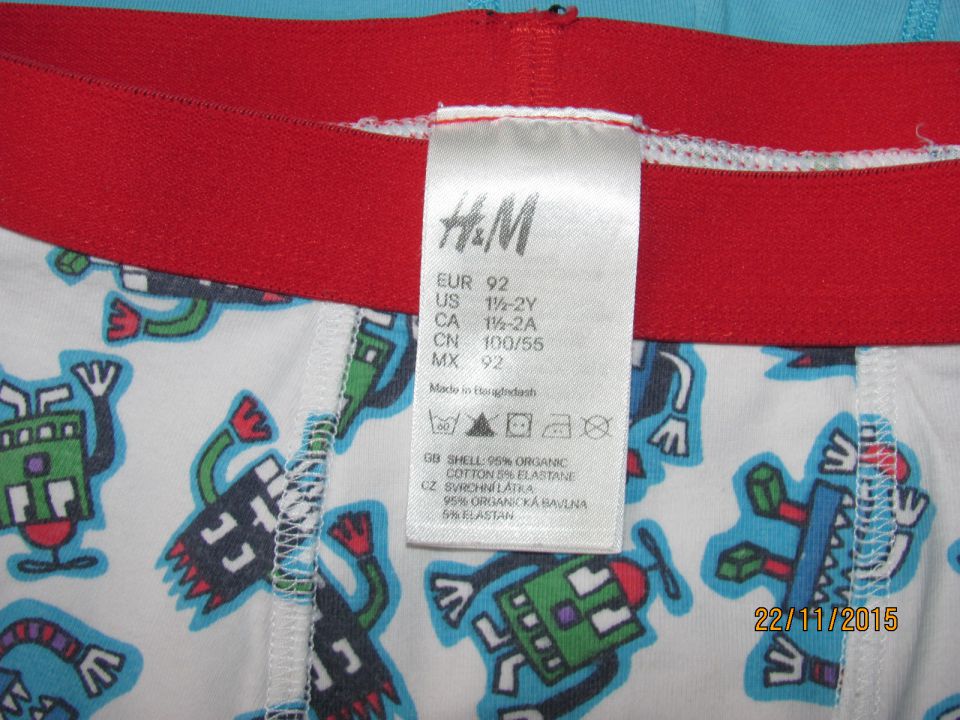 H&M
EUR 92
US 1½-2Y
CA 1½-2A
CN 100/55
MX 92
Made in Bangladesh
60
GB SHELL: 95% ORGANIC
COTTON 5% ELASTANE
CZ SVRCHNÍ LÁTKA
95% ORGANICKÁ BAVLNA
5% ELASTAN
22/11/2015